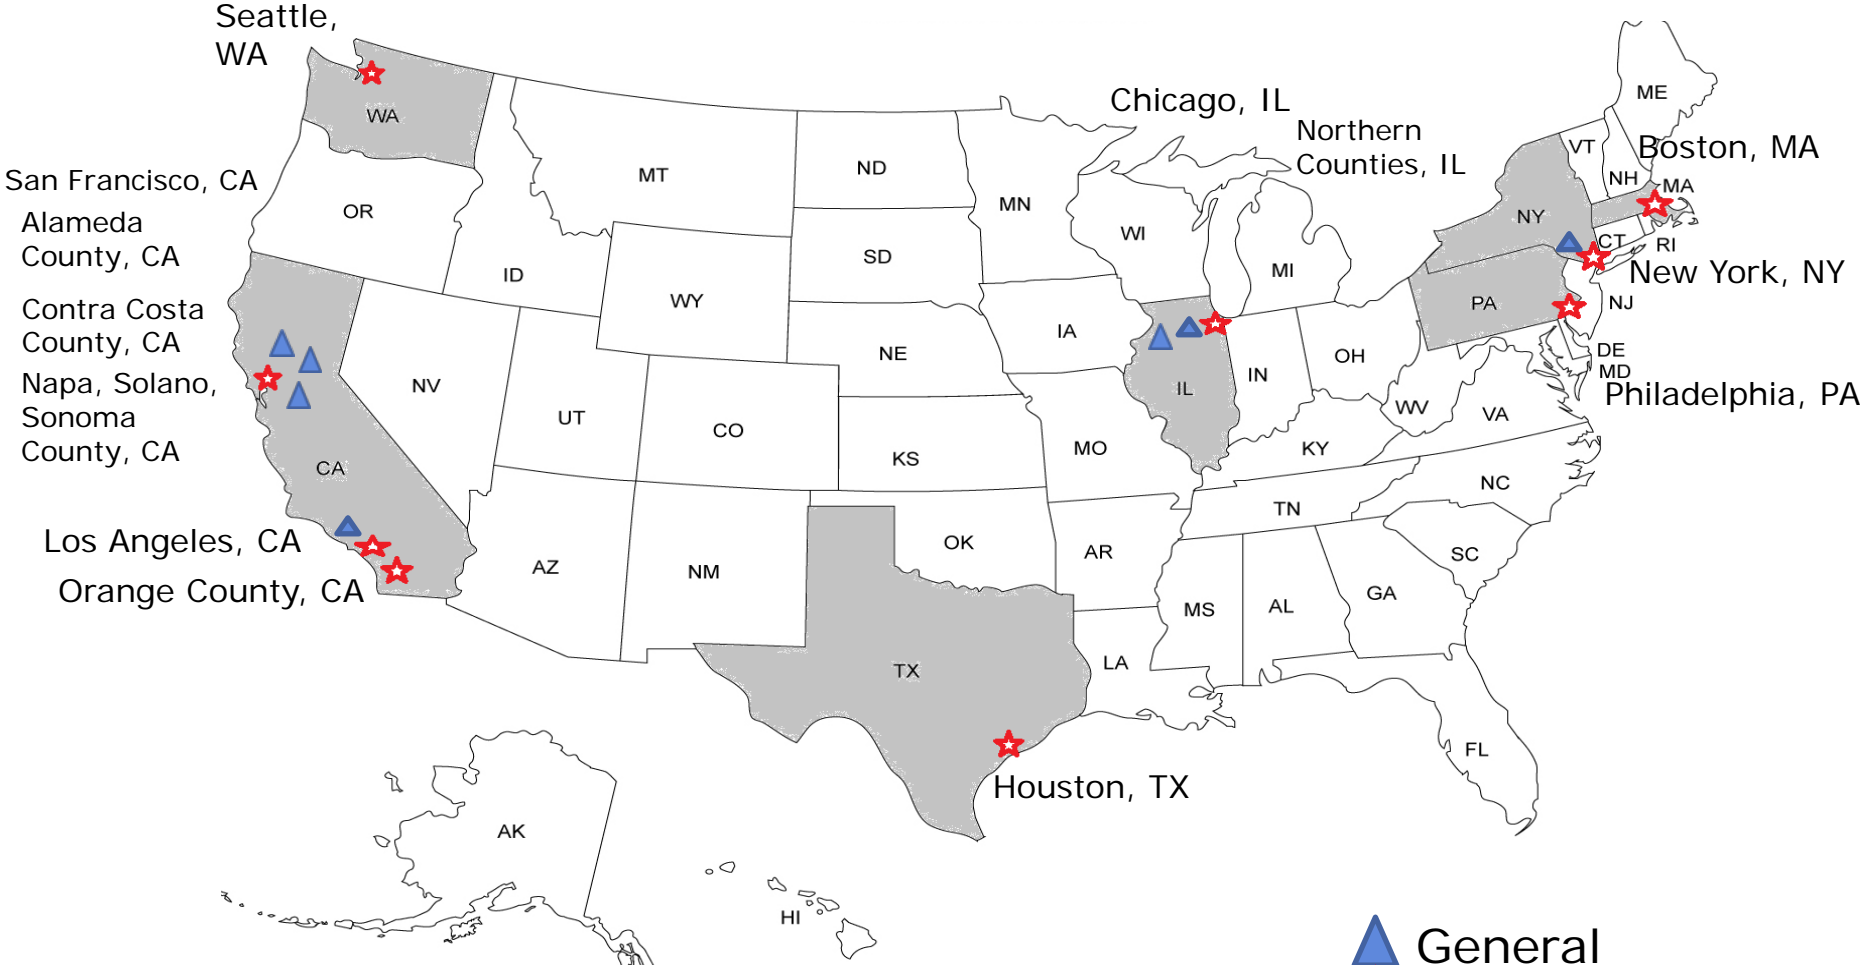 Seattle,
WA
Chicago, IL
Northern
Counties, IL
Boston, MA
San Francisco, CA
Alameda
County, CA
Contra Costa
County, CA
Napa, Solano,
Sonoma
County, CA
Los Angeles, CA
Orange County, CA
New York, NY
Philadelphia, PA
Houston, TX
WA
OR
CA
NV
ID
MT
WY
UT
AZ
CO
NM
ND
SD
NE
KS
OK
TX
MN
IA
MO
AR
LA
WI
IL
MI
IN
OH
KY
TN
MS
AL
GA
FL
SC
NC
VA
WV
PA
NY
VT
NH
ME
MA
CT
RI
NJ
DE
MD
AK
HI
General